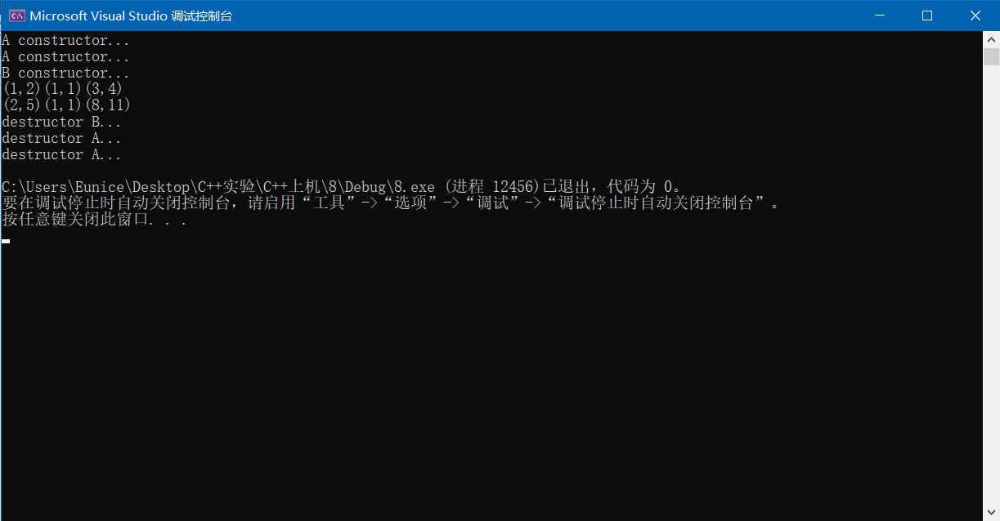 Microsoft Visual Studio 调试控制台
A constructor...
A constructor...
B constructor...
(1,2)(1,1)(3,4)
(2,5)(1,1)(8,11)
destructor B...
destructor A...
destructor A...
C:\Users\Eunice\Desktop\C++实验\C++上机\8\Debug\8.exe (进程 12456)已退出，代码为 0。
要在调试停止时自动关闭控制台，请启用“工具”->“选项”->“调试”->“调试停止时自动关闭控制台”。
按任意键关闭此窗口. . .